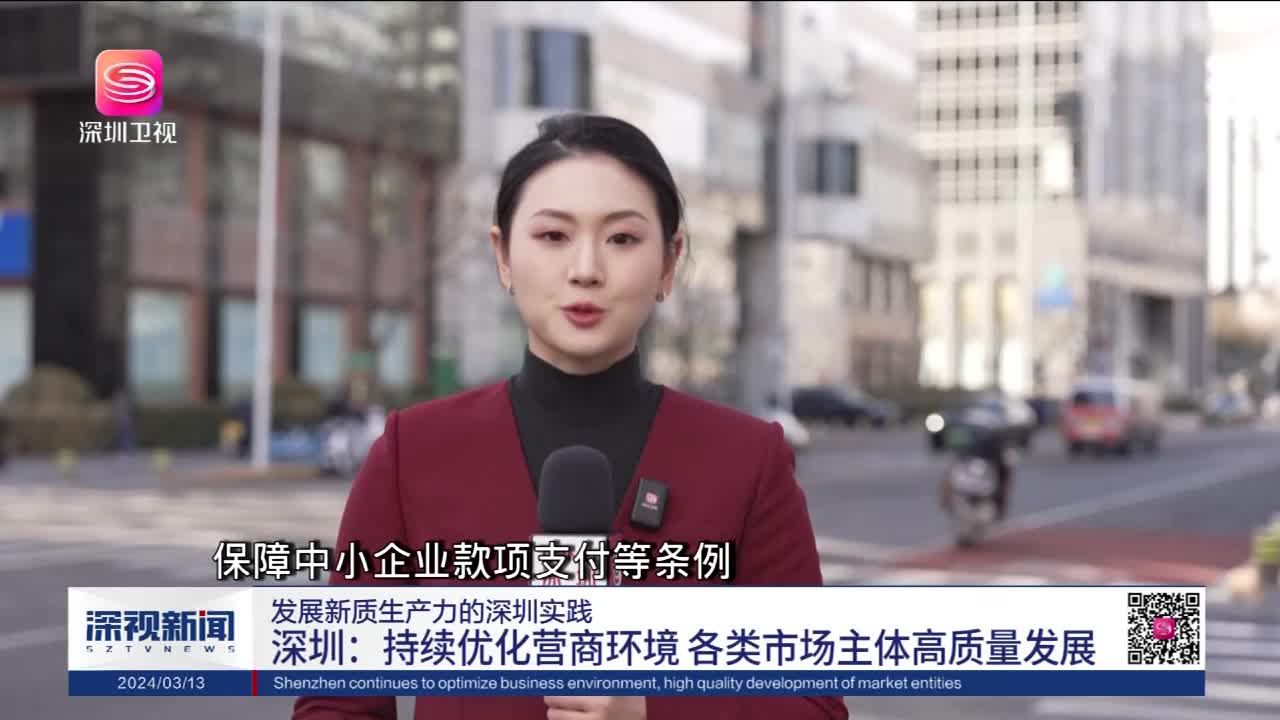 深圳卫视
保障中小企业款项支付等条例
深视新闻
SZTVNEWS
发展新质生产力的深圳实践
深圳：持续优化营商环境 各类市场主体高质量发展
2024/03/13
Shenzhen continues to optimize business environment, high quality development of market entities